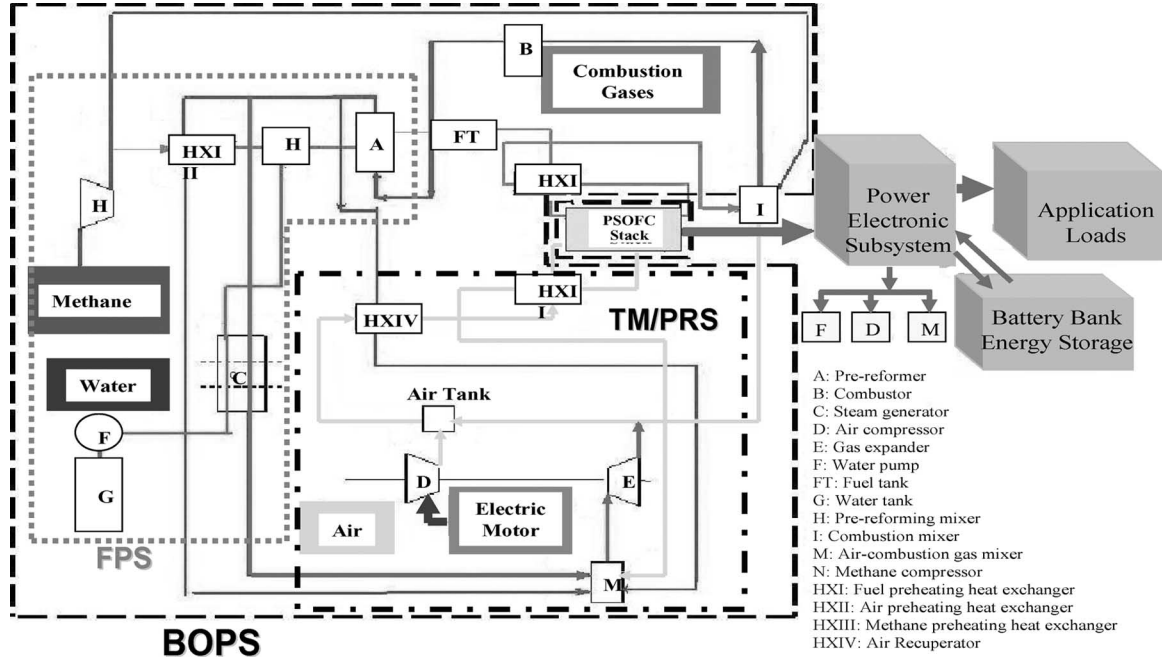 B
Combustion
Gases
FT
A
H
HXI
II
HXI
H
I
PSOFC
Stack
Power
Electronic
Subsystem
Application
Loads
Methane
HXI
I
HXIV
TM/PRS
F
D
M
Battery Bank
Energy Storage
Water
C
Air Tank
F
G
D
E
Electric
Motor
Air
FPS
M
BOPS
A: Pre-reformer
B: Combustor
C: Steam generator
D: Air compressor
E: Gas expander
F: Water pump
FT: Fuel tank
G: Water tank
H: Pre-reforming mixer
I: Combustion mixer
M: Air-combustion gas mixer
N: Methane compressor
HXI: Fuel preheating heat exchanger
HXII: Air preheating heat exchanger
HXIII: Methane preheating heat exchanger
HXIV: Air Recuperator